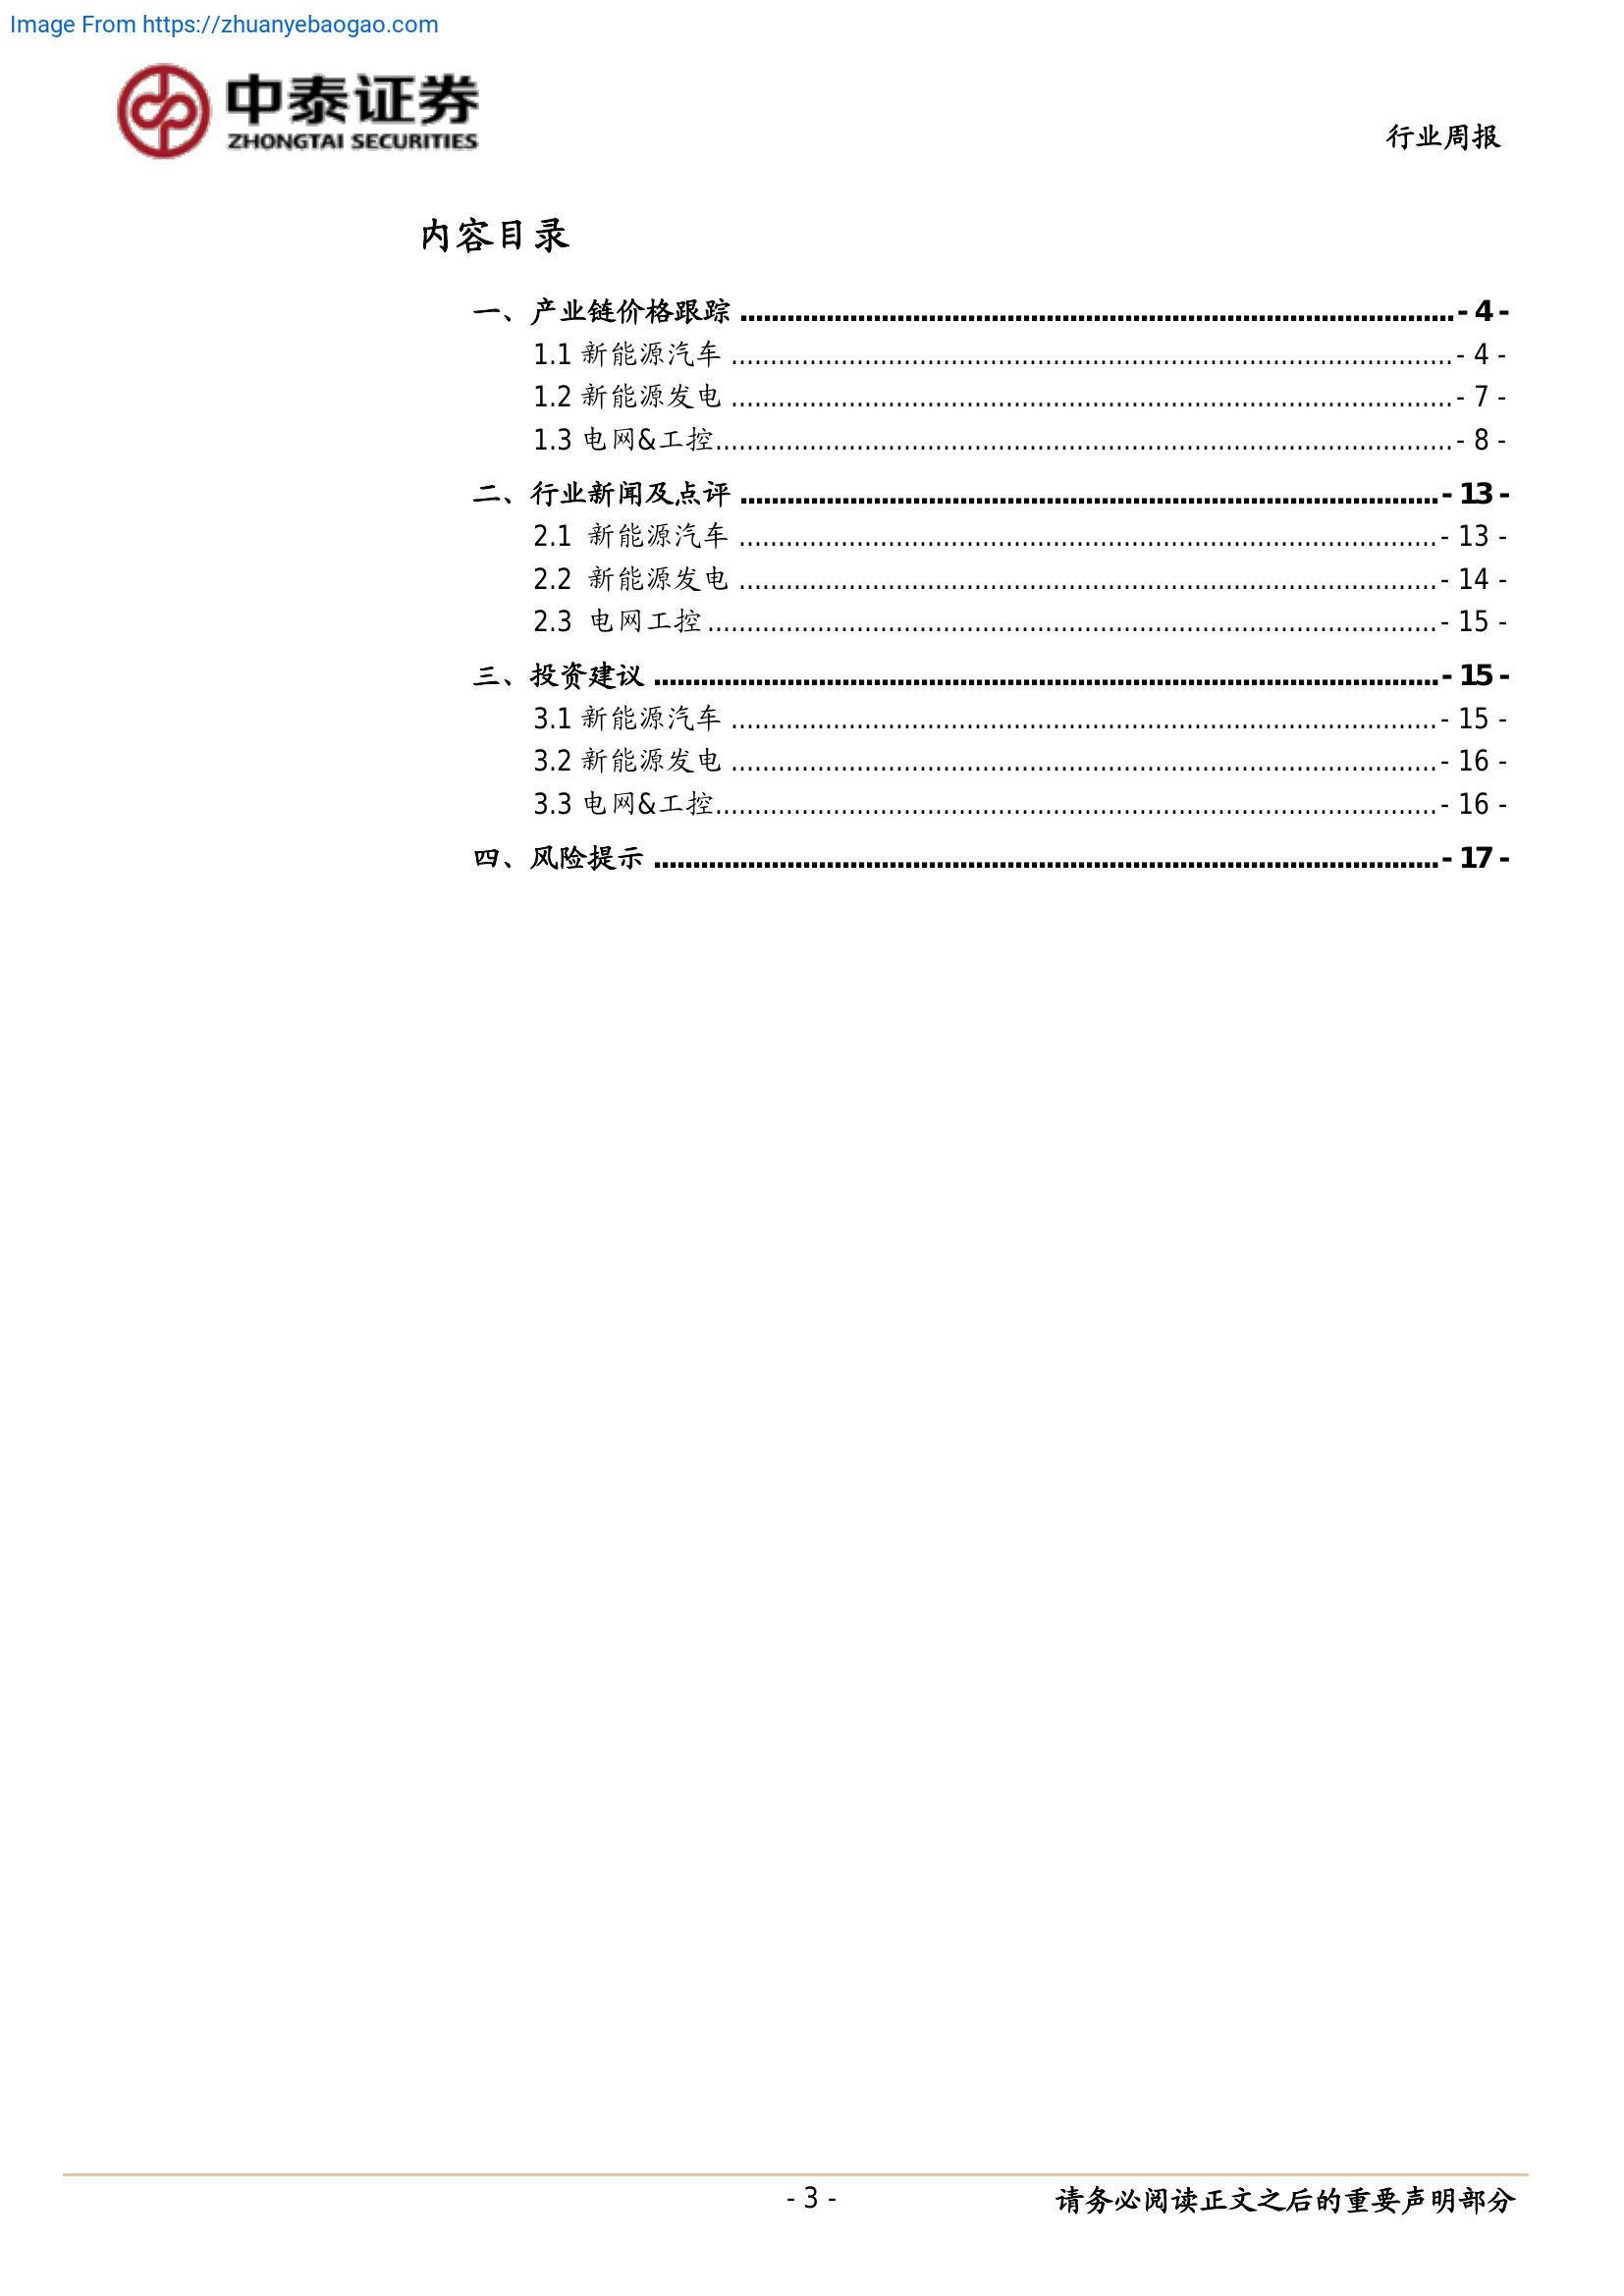 Image From https://zhuanyebaogao.com
中泰证券
ZHONGTAI SECURITIES
行业周报
内容目录
一、产业链价格跟踪 ............................................................ - 4 -
1.1 新能源汽车 ............................................................ - 4 -
1.2 新能源发电 ............................................................ - 7 -
1.3 电网&工控............................................................ - 8 -
二、行业新闻及点评 ............................................................ - 13 -
2.1 新能源汽车 ............................................................ - 13 -
2.2 新能源发电 ............................................................ - 14 -
2.3 电网工控 ............................................................ - 15 -
三、投资建议 ............................................................ - 15 -
3.1 新能源汽车 ............................................................ - 15 -
3.2 新能源发电 ............................................................ - 16 -
3.3 电网&工控............................................................ - 16 -
四、风险提示 ............................................................ - 17 -
- 3 -
请务必阅读正文之后的重要声明部分